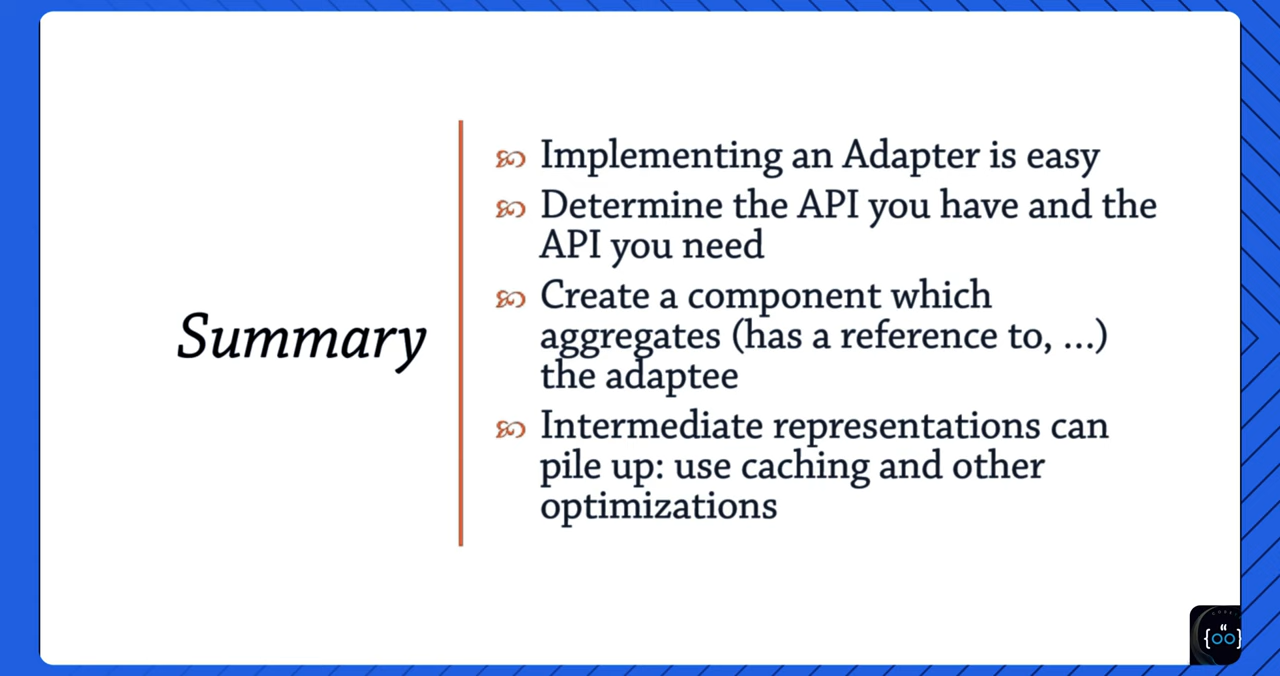 Summary
Implementing an Adapter is easy
Determine the API you have and the
API you need
Create a component which
aggregates (has a reference to, ...)
the adaptee
Intermediate representations can
pile up: use caching and other
optimizations
{oo}